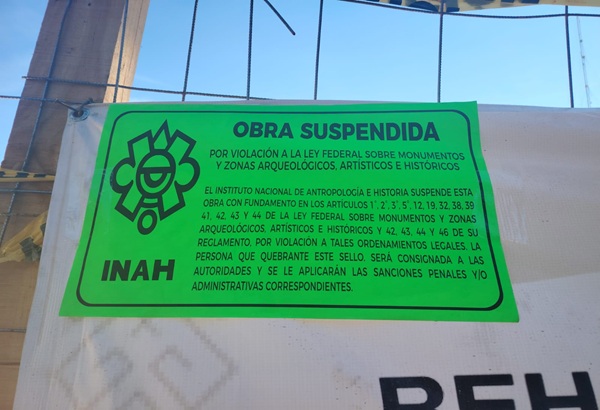 OBRA SUSPENDIDA
POR VIOLACIÓN A LA LEY FEDERAL SOBRE MONUMENTOS
Y ZONAS ARQUEOLÓGICOS, ARTÍSTICOS E HISTÓRICOS
EL INSTITUTO NACIONAL DE ANTROPOLOGÍA E HISTORIA SUSPENDE ESTA
OBRA CON FUNDAMENTO EN LOS ARTÍCULOS 1°, 2°, 3°, 5°, 12, 19, 32, 38, 39
41, 42, 43 Y 44 DE LA LEY FEDERAL SOBRE MONUMENTOS Y ZONAS
ARQUEOLÓGICOS, ARTÍSTICOS E HISTÓRICOS Y 42, 43, 44 Y 46 DE SU
REGLAMENTO, POR VIOLACIÓN A TALES ORDENAMIENTOS LEGALES. LA
PERSONA QUE QUEBRANTE ESTE SELLO. SERÁ CONSIGNADA A LAS
AUTORIDADES Y SE LE APLICARÁN LAS SANCIONES PENALES Y/O
ADMINISTRATIVAS CORRESPONDIENTES.
INAH
REH